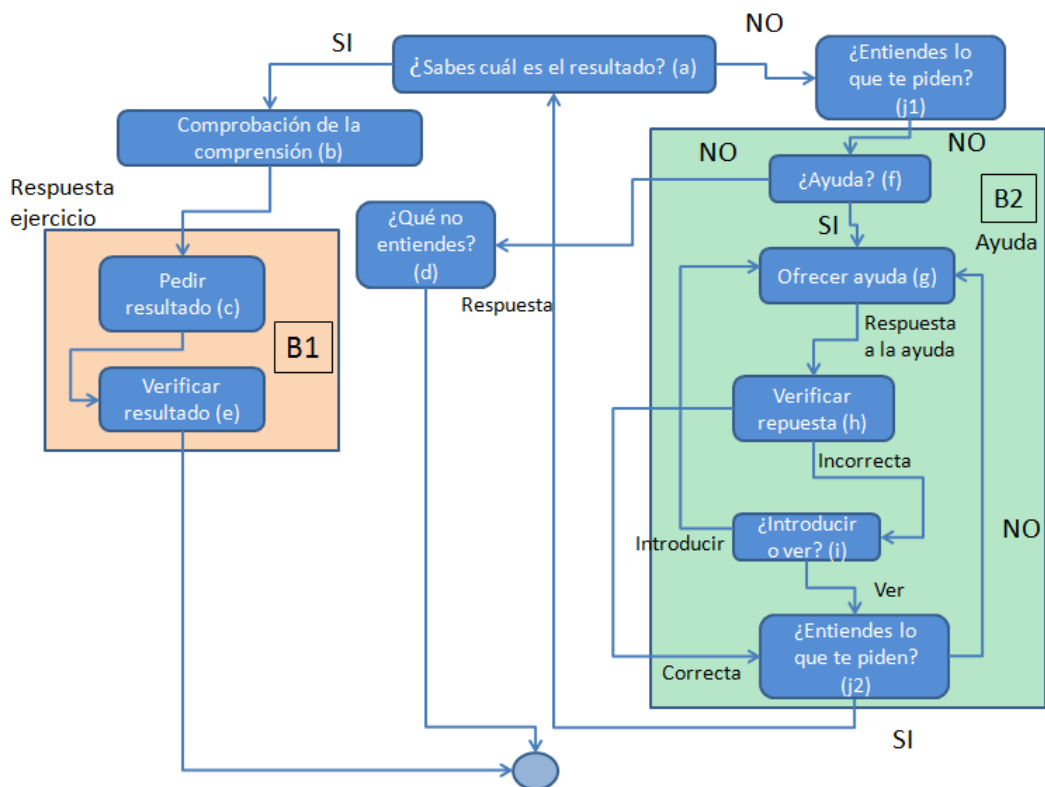 SI
¿Sabes cuál es el resultado? (a)
NO
¿Entiendes lo
que te piden?
(j1)
Comprobación de la
comprensión (b)
NO
NO
¿Ayuda? (f)
B2
Ayuda
SI
Respuesta
ejercicio
¿Qué no
entiendes?
(d)
Respuesta
Pedir
resultado (c)
B1
Verificar
resultado (e)
Ofrecer ayuda (g)
Respuesta
a la ayuda
Verificar
repuesta (h)
Incorrecta
¿Introducir
o ver? (i)
Introducir
NO
Ver
¿Entiendes lo
que te piden?
(j2)
Correcta
SI